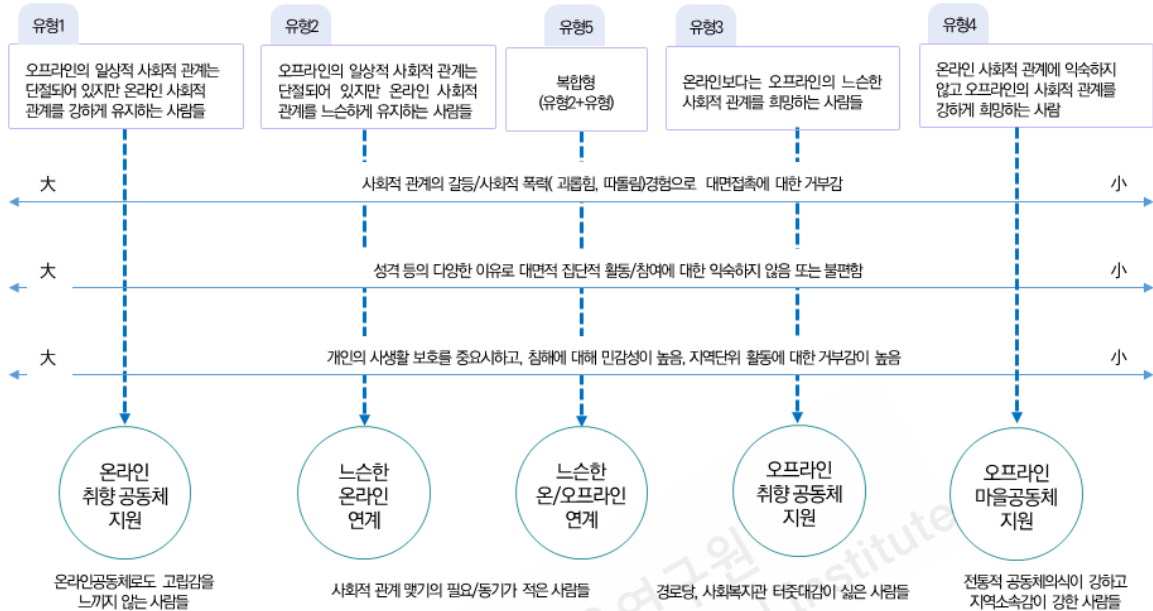 유형1
유형2
유형5
유형3
유형4
오프라인의 일상적 사회적 관계는
단절되어 있지만 온라인 사회적
관계를 강하게 유지하는 사람들
오프라인의 일상적 사회적 관계는
단절되어 있지만 온라인 사회적
관계를 느슨하게 유지하는 사람들
복합형
(유형2+유형)
온라인보다는 오프라인의 느슨한
사회적 관계를 희망하는 사람들
온라인 사회적 관계에 익숙하지
않고 오프라인의 사회적 관계를
강하게 희망하는 사람
大 사회적 관계의 갈등/사회적 폭력( 괴롭힘, 따돌림)경험으로 대면접촉에 대한 거부감 小
大 성격 등의 다양한 이유로 대면적 집단적 활동/참여에 대한 익숙하지 않음 또는 불편함 小
大 개인의 사생활 보호를 중요시하고, 침해에 대해 민감성이 높음, 지역단위 활동에 대한 거부감이 높음 小
온라인
취향 공동체
지원
느슨한
온라인
연계
느슨한
온/오프라인
연계
오프라인
취향 공동체
지원
오프라인
마을공동체
지원
온라인공동체로도 고립감을
느끼지 않는 사람들
사회적 관계 맺기의 필요/동기가 적은 사람들
경로당, 사회복지관 터줏대감이 싫은 사람들
전통적 공동체의식이 강하고
지역소속감이 강한 사람들
연구원
Institute